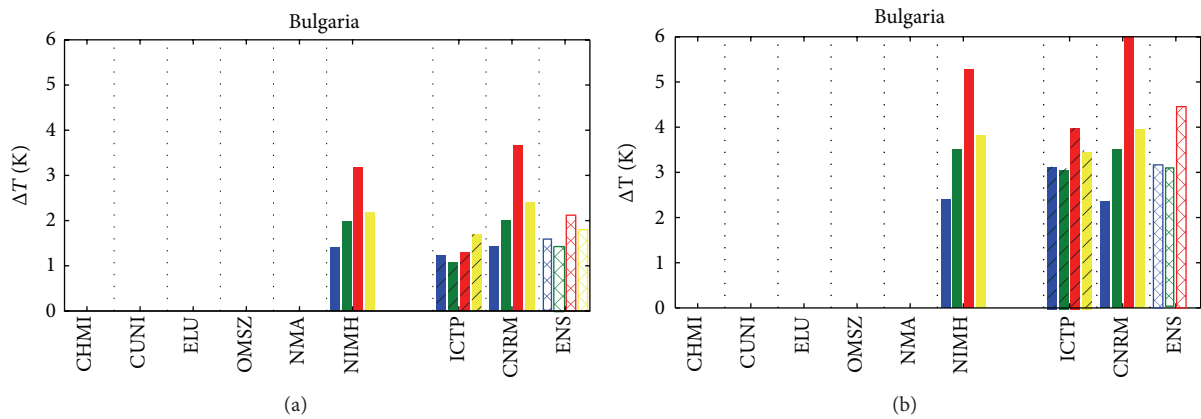 Bulgaria
6
5
4
3
2
1
0
ΔT (K)
CHMI
CUNI
ELU
OMSZ
NMA
NIMH
ICTP
CNRM
ENS
(a)
Bulgaria
6
5
4
3
2
1
0
ΔT (K)
CHMI
CUNI
ELU
OMSZ
NMA
NIMH
ICTP
CNRM
ENS
(b)